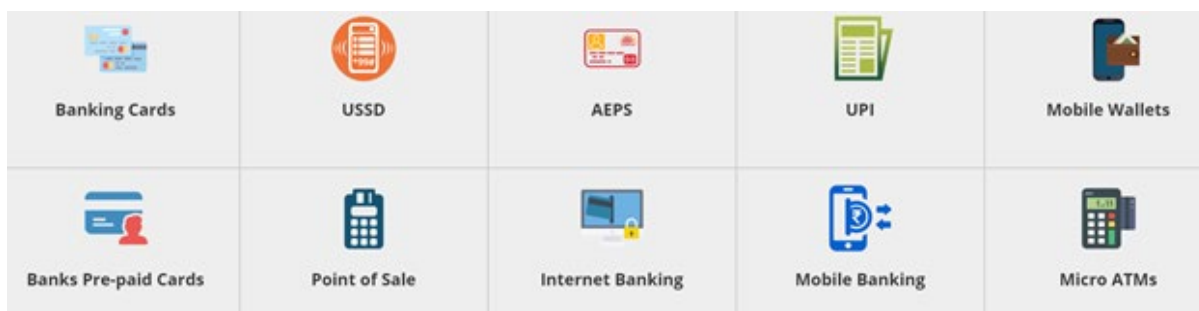 Banking Cards
USSD
AEPS
UPI
Mobile Wallets
Banks Pre-paid Cards
Point of Sale
Internet Banking
Mobile Banking
Micro ATMs
*99#